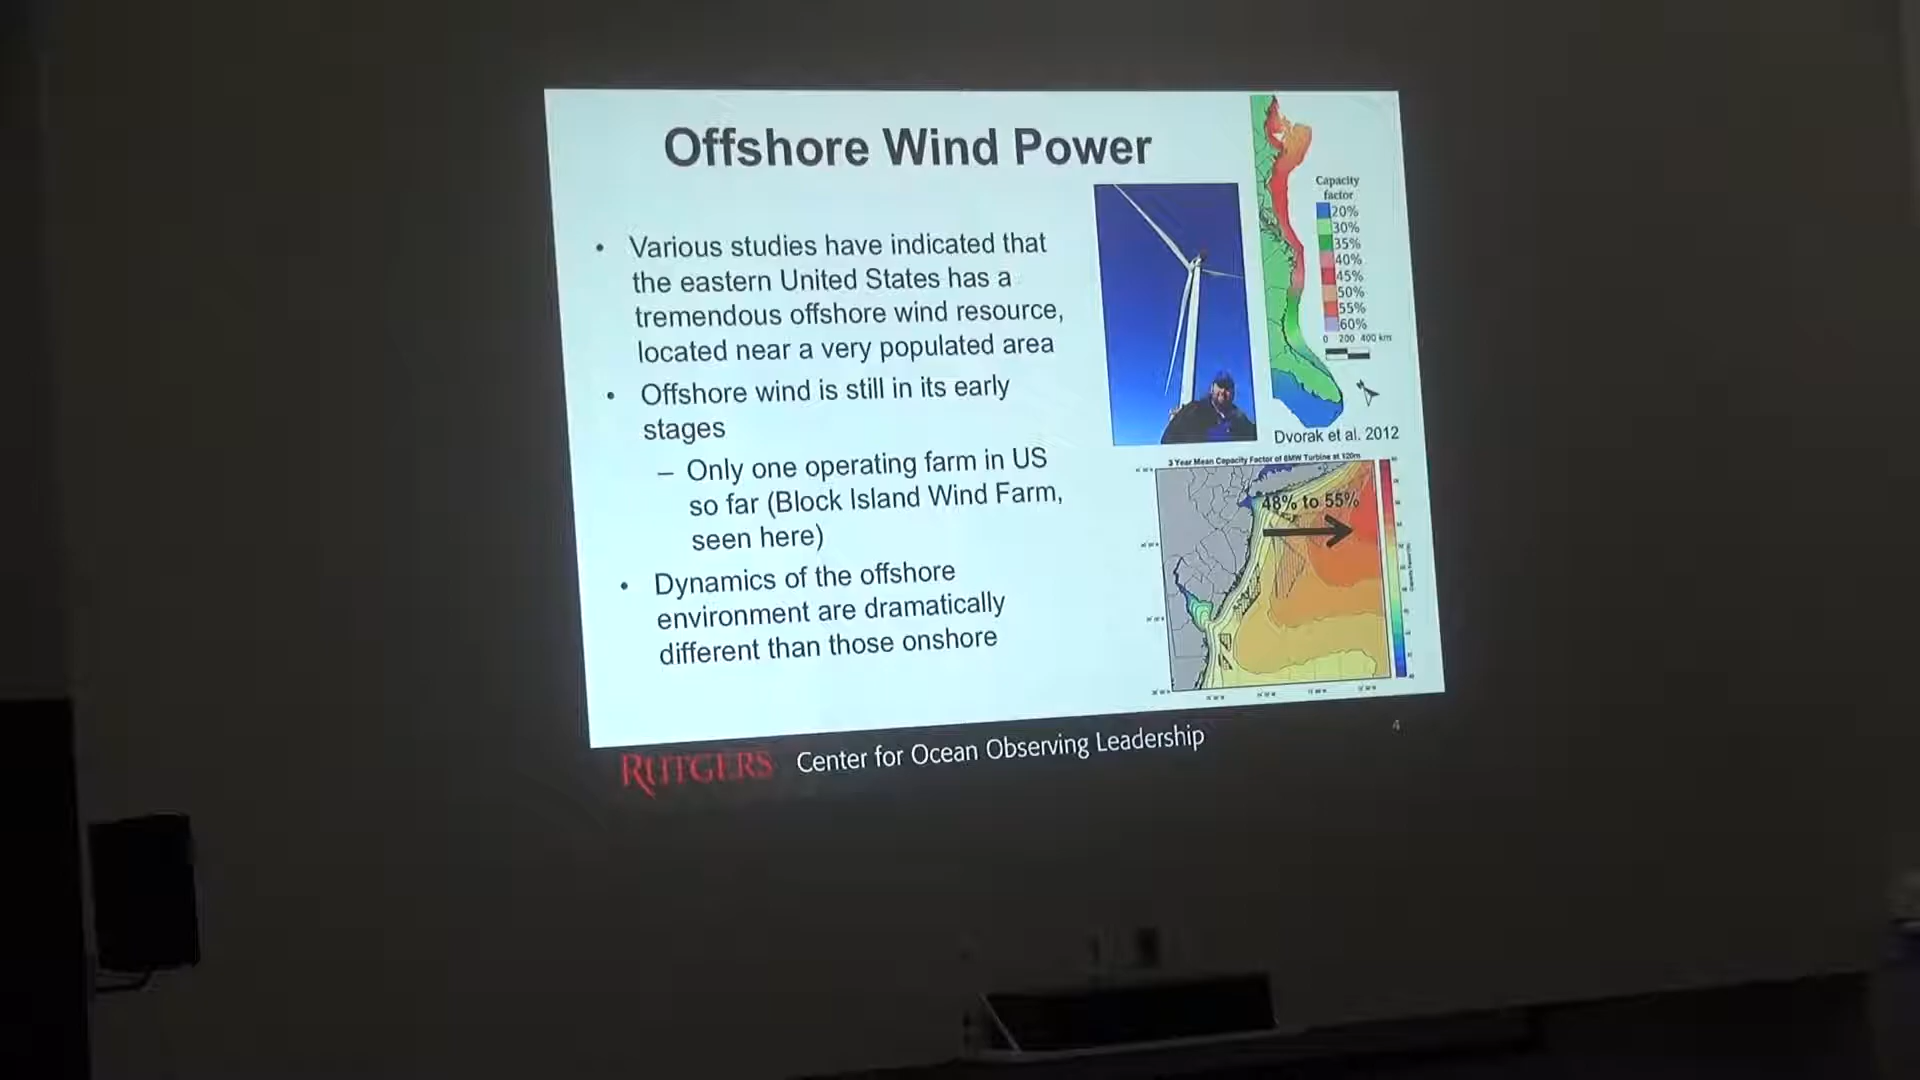 Offshore Wind Power
• Various studies have indicated that
the eastern United States has a
tremendous offshore wind resource,
located near a very populated area
• Offshore wind is still in its early
stages
– Only one operating farm in US
so far (Block Island Wind Farm,
seen here)
• Dynamics of the offshore
environment are dramatically
different than those onshore
Capacity
factor
20%
30%
35%
40%
45%
50%
55%
60%
0 200 400 km
Dvorak et al. 2012
3 Year Mean Capacity Factor of 8MW Turbine at 120m
48% to 55%
RUTGERS Center for Ocean Observing Leadership
4